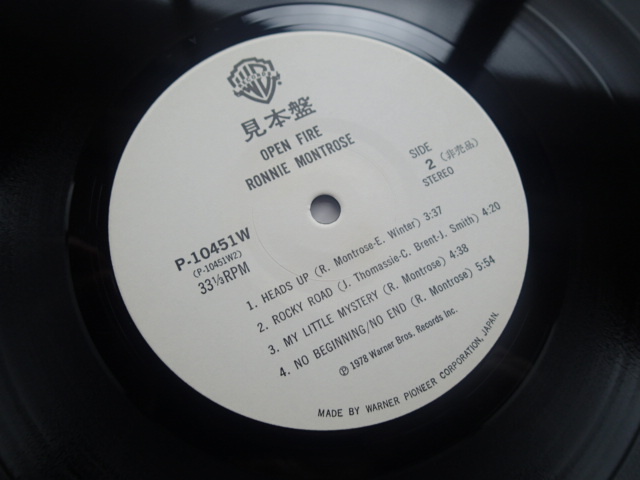 見本盤
OPEN FIRE
RONNIE MONTROSE
SIDE
2 (非売品)
STEREO
P-10451W
(P-10451W2)
33⅓RPM
1. HEADS UP (R. Montrose-E. Winter) 3:37
2. ROCKY ROAD (J. Thomassie-C. Brent-J. Smith) 4:20
3. MY LITTLE MYSTERY (R. Montrose) 4:38
4. NO BEGINNING/NO END (R. Montrose) 5:54
℗ 1978 Warner Bros. Records Inc.
MADE BY WARNER PIONEER CORPORATION, JAPAN.